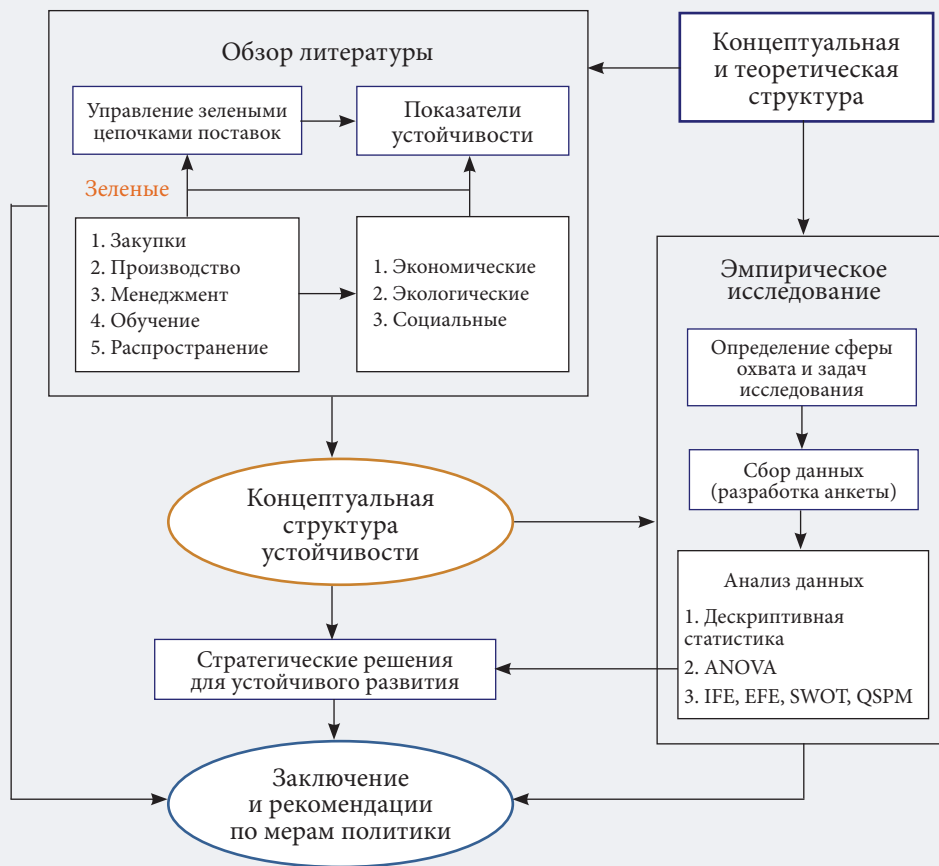 Обзор литературы
Управление зелеными
цепочками поставок
Показатели
устойчивости
Зеленые
1. Закупки
2. Производство
3. Менеджмент
4. Обучение
5. Распространение
1. Экономические
2. Экологические
3. Социальные
Концептуальная
и теоретическая
структура
Эмпирическое
исследование
Определение сферы
охвата и задач
исследования
Сбор данных
(разработка анкеты)
Анализ данных
1. Дескриптивная
статистика
2. ANOVA
3. IFE, EFE, SWOT, QSPM
Концептуальная
структура
устойчивости
Стратегические решения
для устойчивого развития
Заключение
и рекомендации
по мерам политики